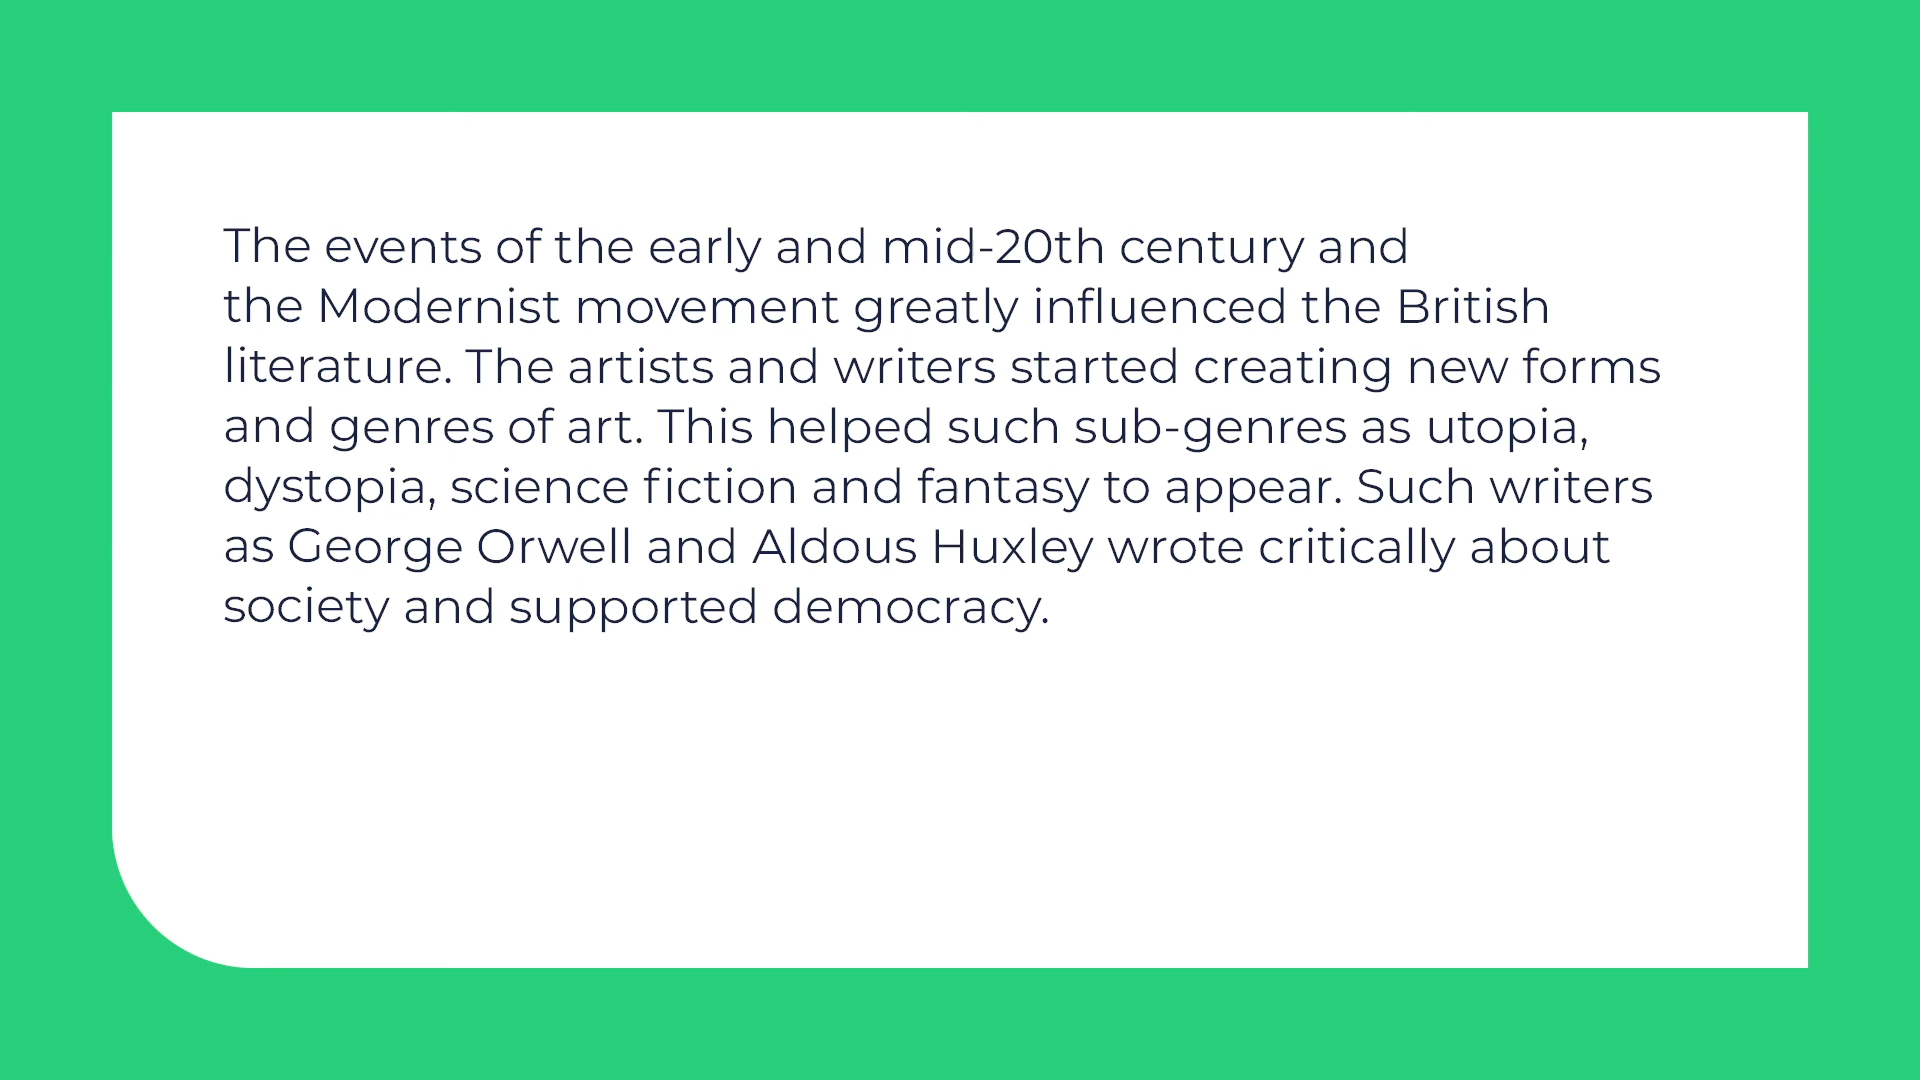 The events of the early and mid-20th century and
the Modernist movement greatly influenced the British
literature. The artists and writers started creating new forms
and genres of art. This helped such sub-genres as utopia,
dystopia, science fiction and fantasy to appear. Such writers
as George Orwell and Aldous Huxley wrote critically about
society and supported democracy.